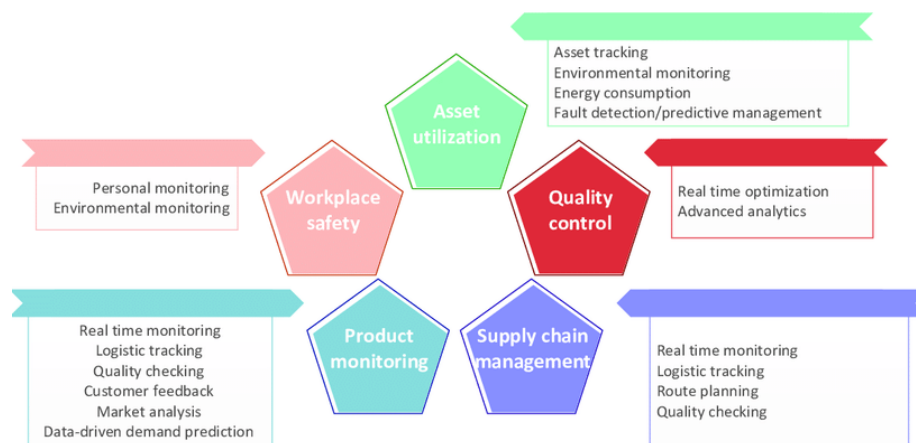 Asset tracking
Environmental monitoring
Energy consumption
Fault detection/predictive management
Asset
utilization
Personal monitoring
Environmental monitoring
Workplace
safety
Quality
control
Real time optimization
Advanced analytics
Real time monitoring
Logistic tracking
Quality checking
Customer feedback
Market analysis
Data-driven demand prediction
Product
monitoring
Supply chain
management
Real time monitoring
Logistic tracking
Route planning
Quality checking